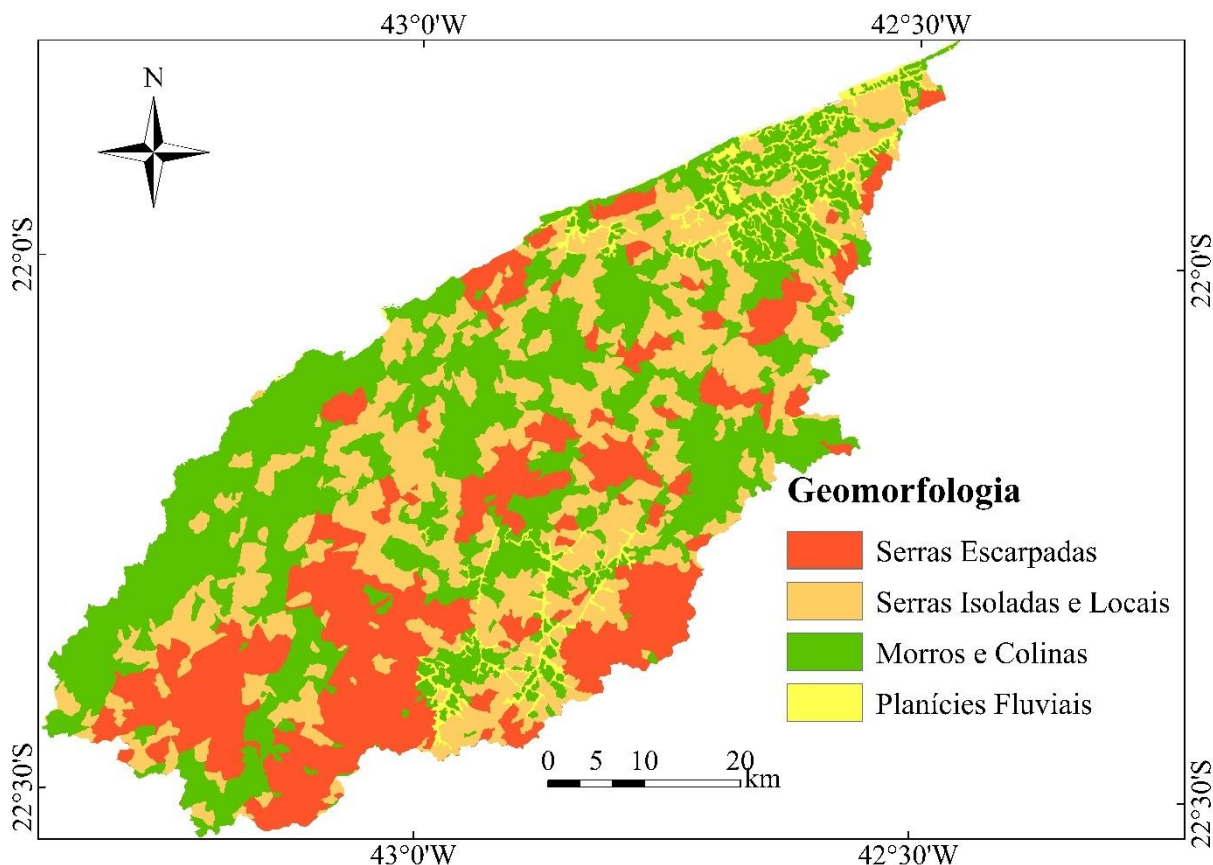 43°0'W 42°30'W
N
22°0'S 22°0'S
Geomorfologia
Serras Escarpadas
Serras Isoladas e Locais
Morros e Colinas
Planícies Fluviais
0 5 10 20
km
22°30'S 22°30'S
43°0'W 42°30'W